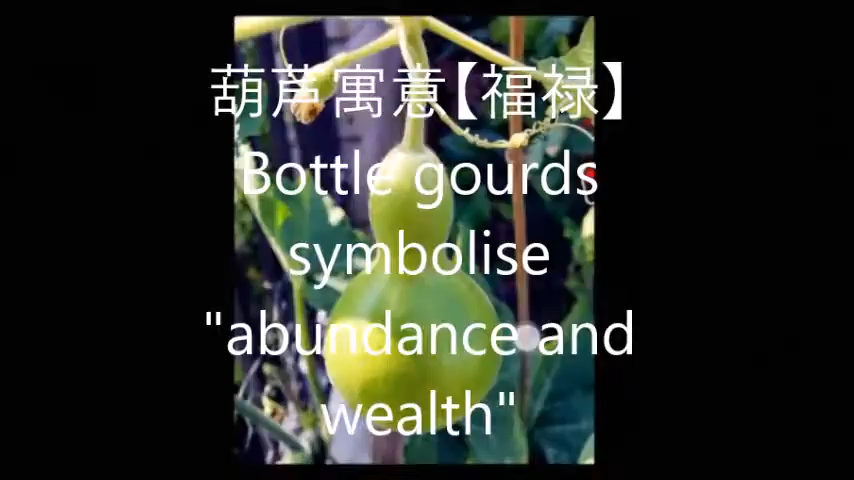 葫芦寓意【福禄】
Bottle gourds
symbolise
"abundance and
wealth"